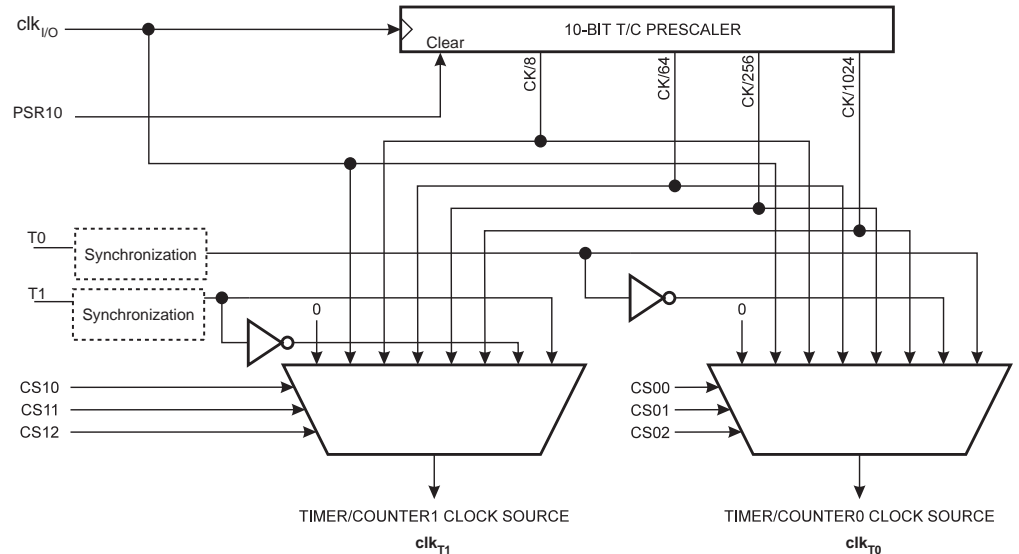 clkI/O
10-BIT T/C PRESCALER
Clear
CK/8
CK/64
CK/256
CK/1024
PSR10
T0
Synchronization
T1
Synchronization
0
0
CS10
CS11
CS12
CS00
CS01
CS02
TIMER/COUNTER1 CLOCK SOURCE
clkT1
TIMER/COUNTER0 CLOCK SOURCE
clkT0